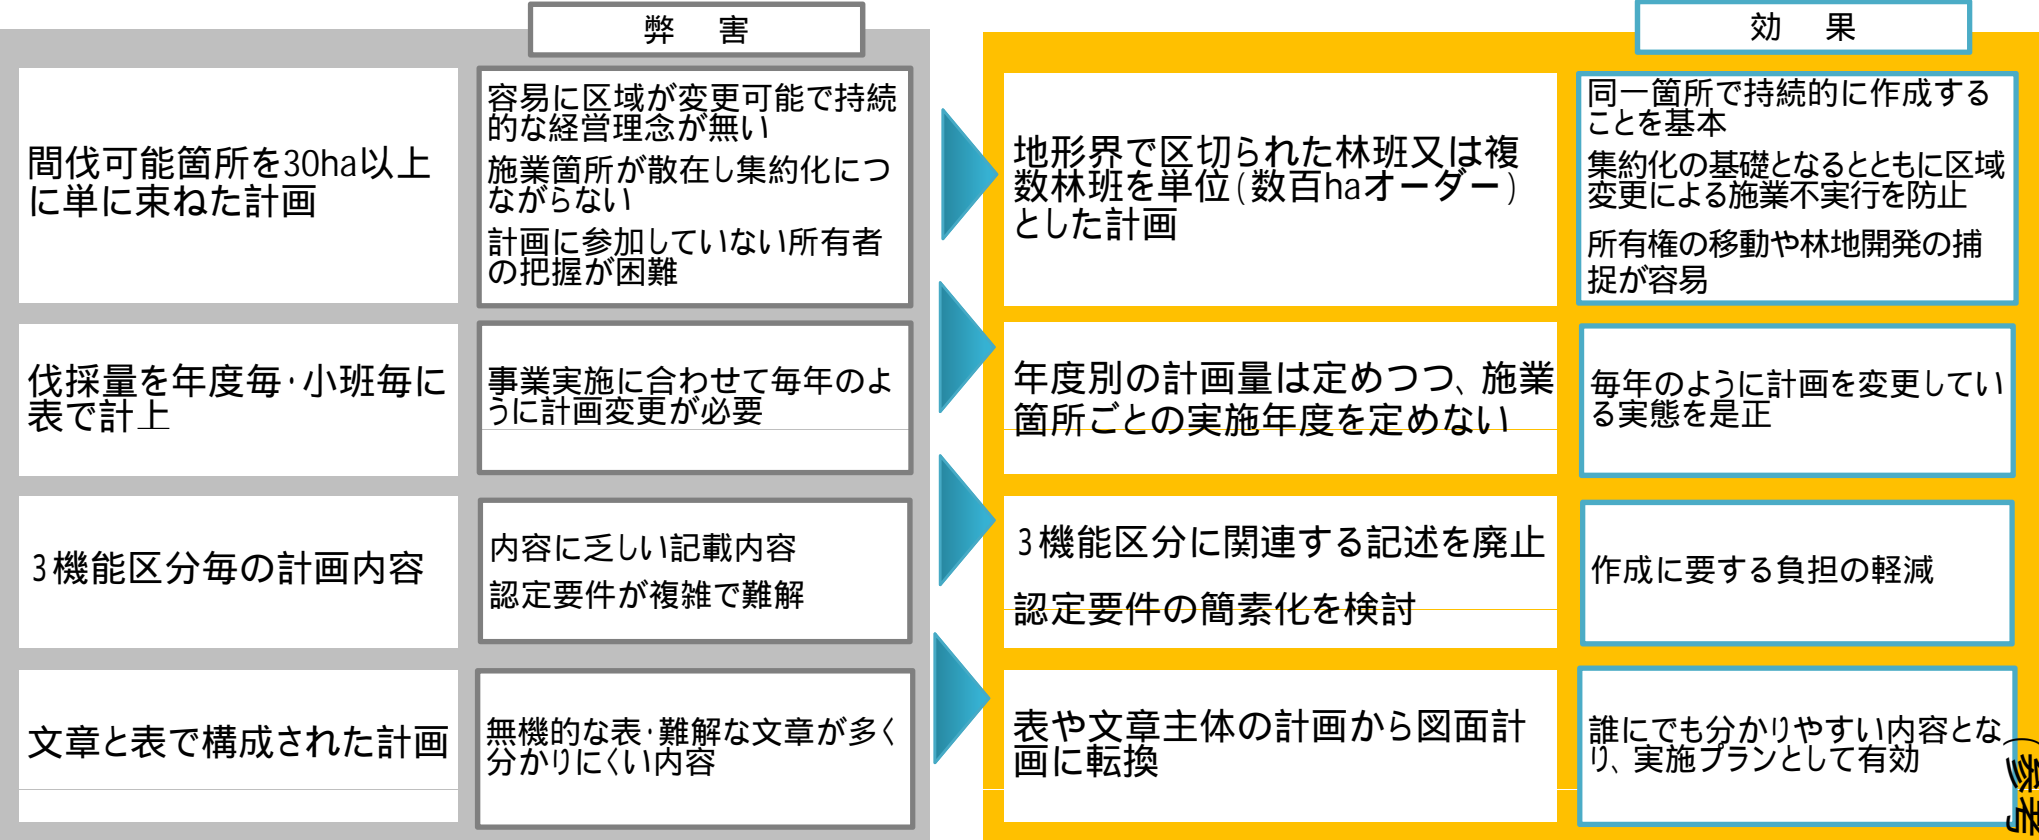 弊　害
効　果
間伐可能箇所を30ha以上
に単に束ねた計画
容易に区域が変更可能で持続
的な経営理念が無い
施業箇所が散在し集約化につ
ながらない
計画に参加していない所有者
の把握が困難
地形界で区切られた林班又は複
数林班を単位(数百haオーダー)
とした計画
同一箇所で持続的に作成する
ことを基本
集約化の基礎となるとともに区域
変更による施業不実行を防止
所有権の移動や林地開発の捕
捉が容易
伐採量を年度毎・小班毎に
表で計上
事業実施に合わせて毎年のよ
うに計画変更が必要
年度別の計画量は定めつつ、施業
箇所ごとの実施年度を定めない
毎年のように計画を変更してい
る実態を是正
3機能区分毎の計画内容
内容に乏しい記載内容
認定要件が複雑で難解
3機能区分に関連する記述を廃止
認定要件の簡素化を検討
作成に要する負担の軽減
文章と表で構成された計画
無機的な表・難解な文章が多く
分かりにくい内容
表や文章主体の計画から図面計
画に転換
誰にでも分かりやすい内容とな
り、実施プランとして有効
(参考